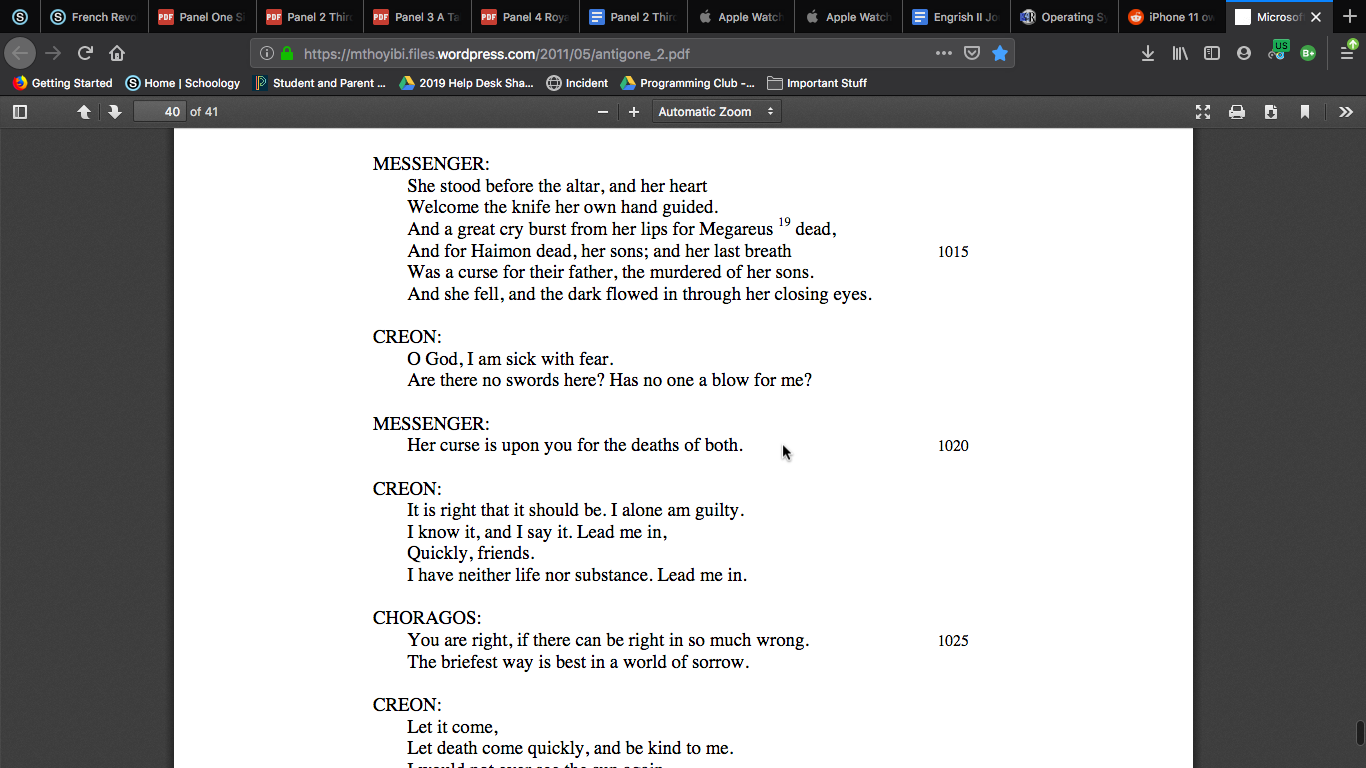 French Revo
Panel One S
Panel 2 Thir
Panel 3 A Ta
Panel 4 Roya
Panel 2 Thir
Apple Watch
Apple Watch
Engrish II Jo
Operating Sy
iPhone 11 ow
Microsof
https://mthoyibi.files.wordpress.com/2011/05/antigone_2.pdf
US
B+
Getting Started
Home | Schoology
Student and Parent ...
2019 Help Desk Sha...
Incident
Programming Club -...
Important Stuff
40 of 41
Automatic Zoom
MESSENGER:
She stood before the altar, and her heart
Welcome the knife her own hand guided.
And a great cry burst from her lips for Megareus 19 dead,
And for Haimon dead, her sons; and her last breath 1015
Was a curse for their father, the murdered of her sons.
And she fell, and the dark flowed in through her closing eyes.
CREON:
O God, I am sick with fear.
Are there no swords here? Has no one a blow for me?
MESSENGER:
Her curse is upon you for the deaths of both. 1020
CREON:
It is right that it should be. I alone am guilty.
I know it, and I say it. Lead me in,
Quickly, friends.
I have neither life nor substance. Lead me in.
CHORAGOS:
You are right, if there can be right in so much wrong. 1025
The briefest way is best in a world of sorrow.
CREON:
Let it come,
Let death come quickly, and be kind to me.
I would not ever see the sun again